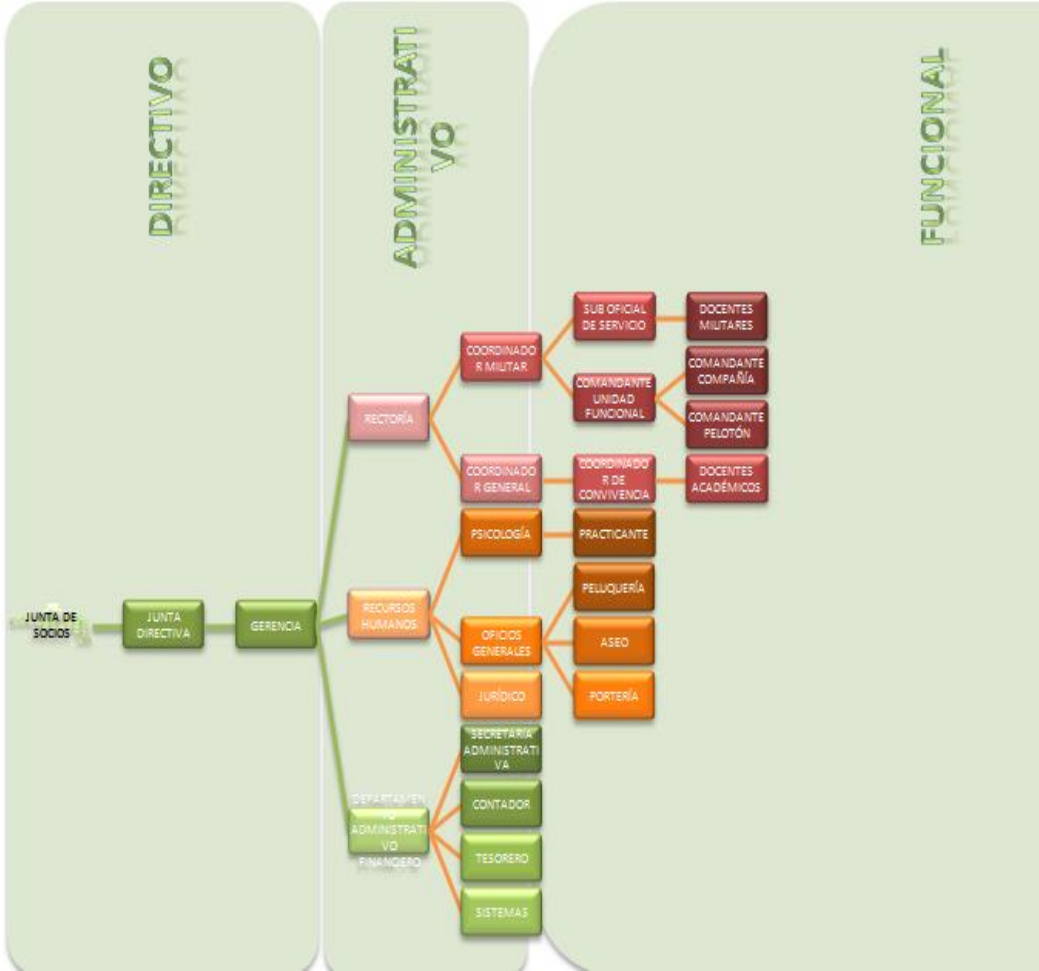 DIRECTIVO
ADMINISTRATI
VO
FUNCIONAL
JUNTA DE
SOCIOS
JUNTA
DIRECTIVA
GERENCIA
RECTORÍA
COORDINADO
R MILITAR
SUB OFICIAL
DE SERVICIO
DOCENTES
MILITARES
COMANDANTE
UNIDAD
FUNCIONAL
COMANDANTE
COMPAÑÍA
COMANDANTE
PELOTÓN
COORDINADO
R GENERAL
COORDINADO
R DE
CONVIVENCIA
DOCENTES
ACADÉMICOS
RECURSOS
HUMANOS
PSICOLOGÍA
PRACTICANTE
OFICIOS
GENERALES
PELUQUERÍA
ASEO
PORTERÍA
JURÍDICO
DEPARTAMEN
TO
ADMINISTRATI
VO
FINANCIERO
SECRETARÍA
ADMINISTRATI
VA
CONTADOR
TESORERO
SISTEMAS